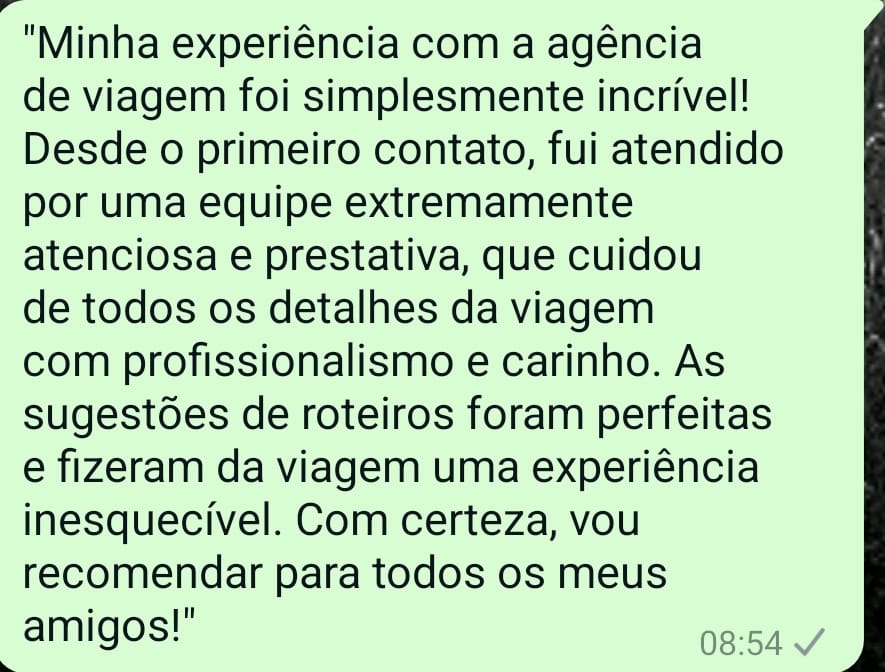 "Minha experiência com a agência
de viagem foi simplesmente incrível!
Desde o primeiro contato, fui atendido
por uma equipe extremamente
atenciosa e prestativa, que cuidou
de todos os detalhes da viagem
com profissionalismo e carinho. As
sugestões de roteiros foram perfeitas
e fizeram da viagem uma experiência
inesquecível. Com certeza, vou
recomendar para todos os meus
amigos!"
08:54